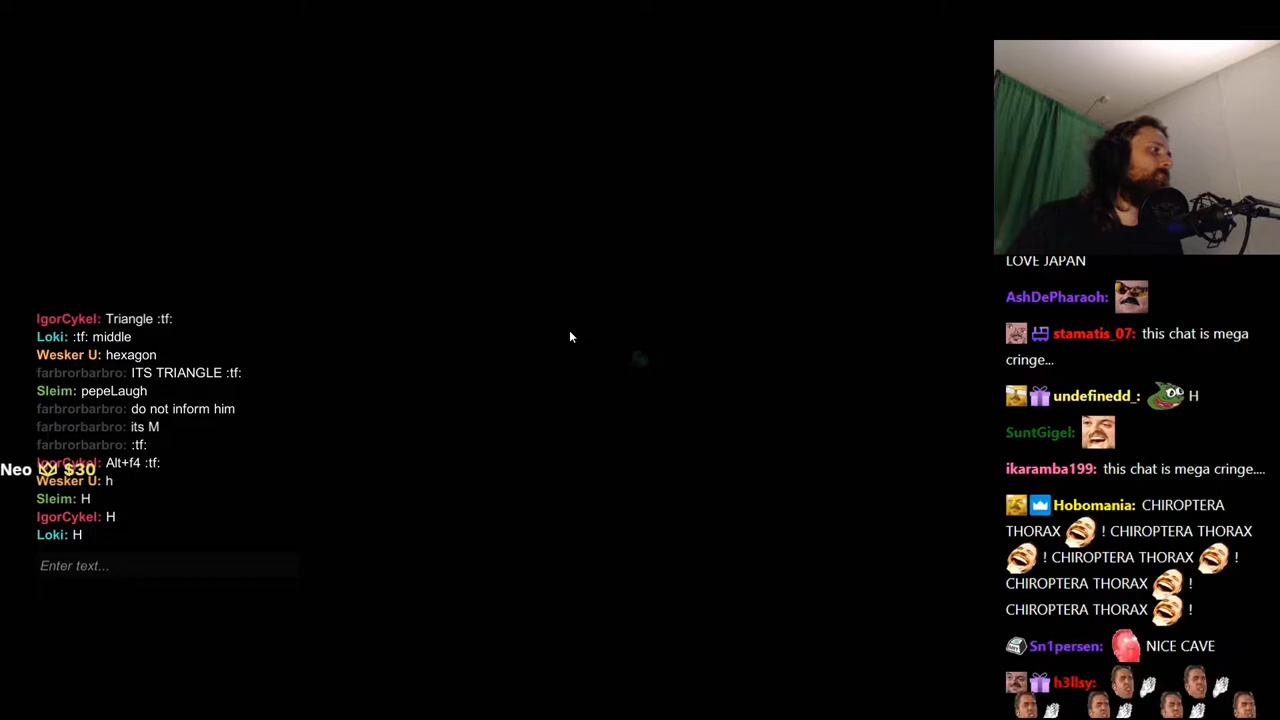 IgorCykel: Triangle :tf:
Loki: :tf: middle
Wesker U: hexagon
farbrorbarbro: ITS TRIANGLE :tf:
Sleim: pepeLaugh
farbrorbarbro: do not inform him
farbrorbarbro: its M
farbrorbarbro: :tf:
IgorCykel: Alt+f4 :tf:
Neo $30
Wesker U: h
Sleim: H
IgorCykel: H
Loki: H
Enter text...
LOVE JAPAN
AshDePharaoh:
stamatis_07: this chat is mega
cringe...
undefinedd_: H
SuntGigel:
ikaramba199: this chat is mega cringe....
Hobomania: CHIROPTERA
THORAX ! CHIROPTERA THORAX
! CHIROPTERA THORAX !
CHIROPTERA THORAX !
CHIROPTERA THORAX !
Sn1persen: NICE CAVE
h3llsy: